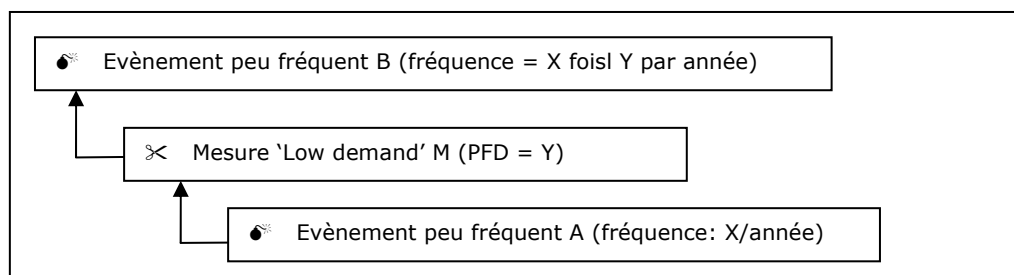 Evènement peu fréquent B (fréquence = X foisl Y par année)
Mesure ‘Low demand’ M (PFD = Y)
Evènement peu fréquent A (fréquence: X/année)